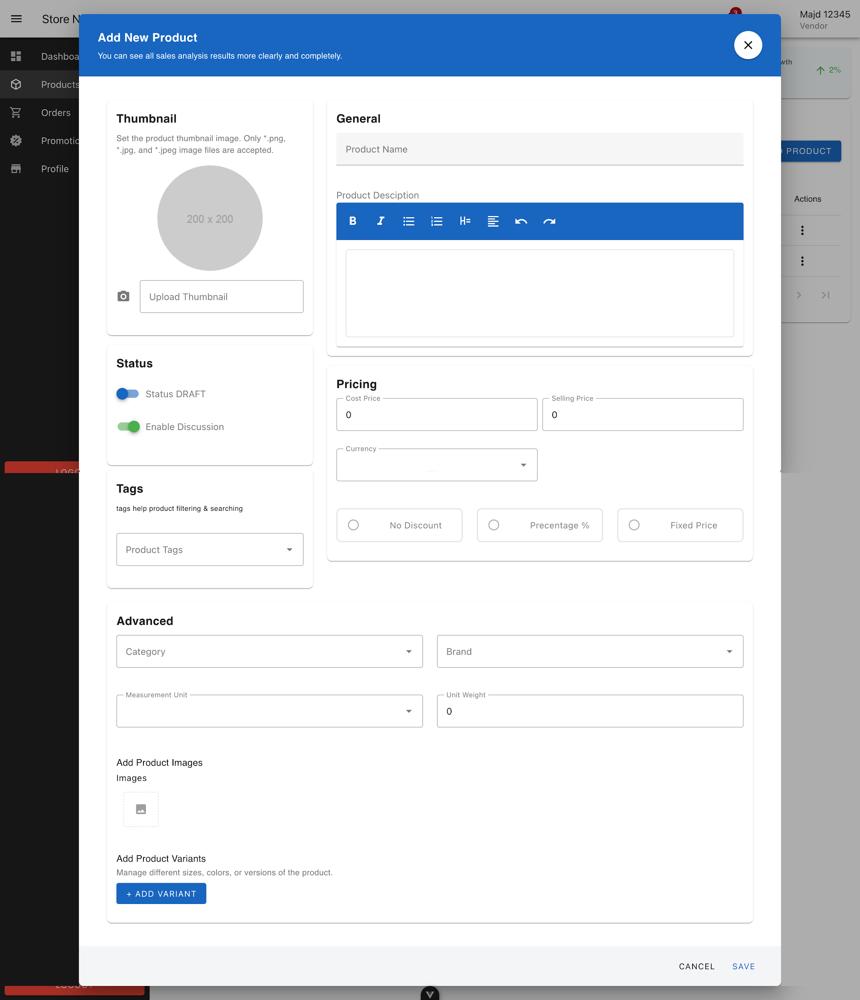 Store N
3
Majd 12345
Vendor
Add New Product
You can see all sales analysis results more clearly and completely.
Dashboa
Products
Orders
Promotio
Profile
LOGO
wth
2%
PRODUCT
Actions
Thumbnail
Set the product thumbnail image. Only *.png,
*.jpg, and *.jpeg image files are accepted.
200 x 200
Upload Thumbnail
Status
Status DRAFT
Enable Discussion
Tags
tags help product filtering & searching
Product Tags
General
Product Name
Product Desciption
B I H=
Pricing
Cost Price
0
Selling Price
0
Currency
No Discount
Precentage %
Fixed Price
Advanced
Category
Brand
Measurement Unit
Unit Weight
0
Add Product Images
Images
Add Product Variants
Manage different sizes, colors, or versions of the product.
+ ADD VARIANT
CANCEL
SAVE
LOGOUT